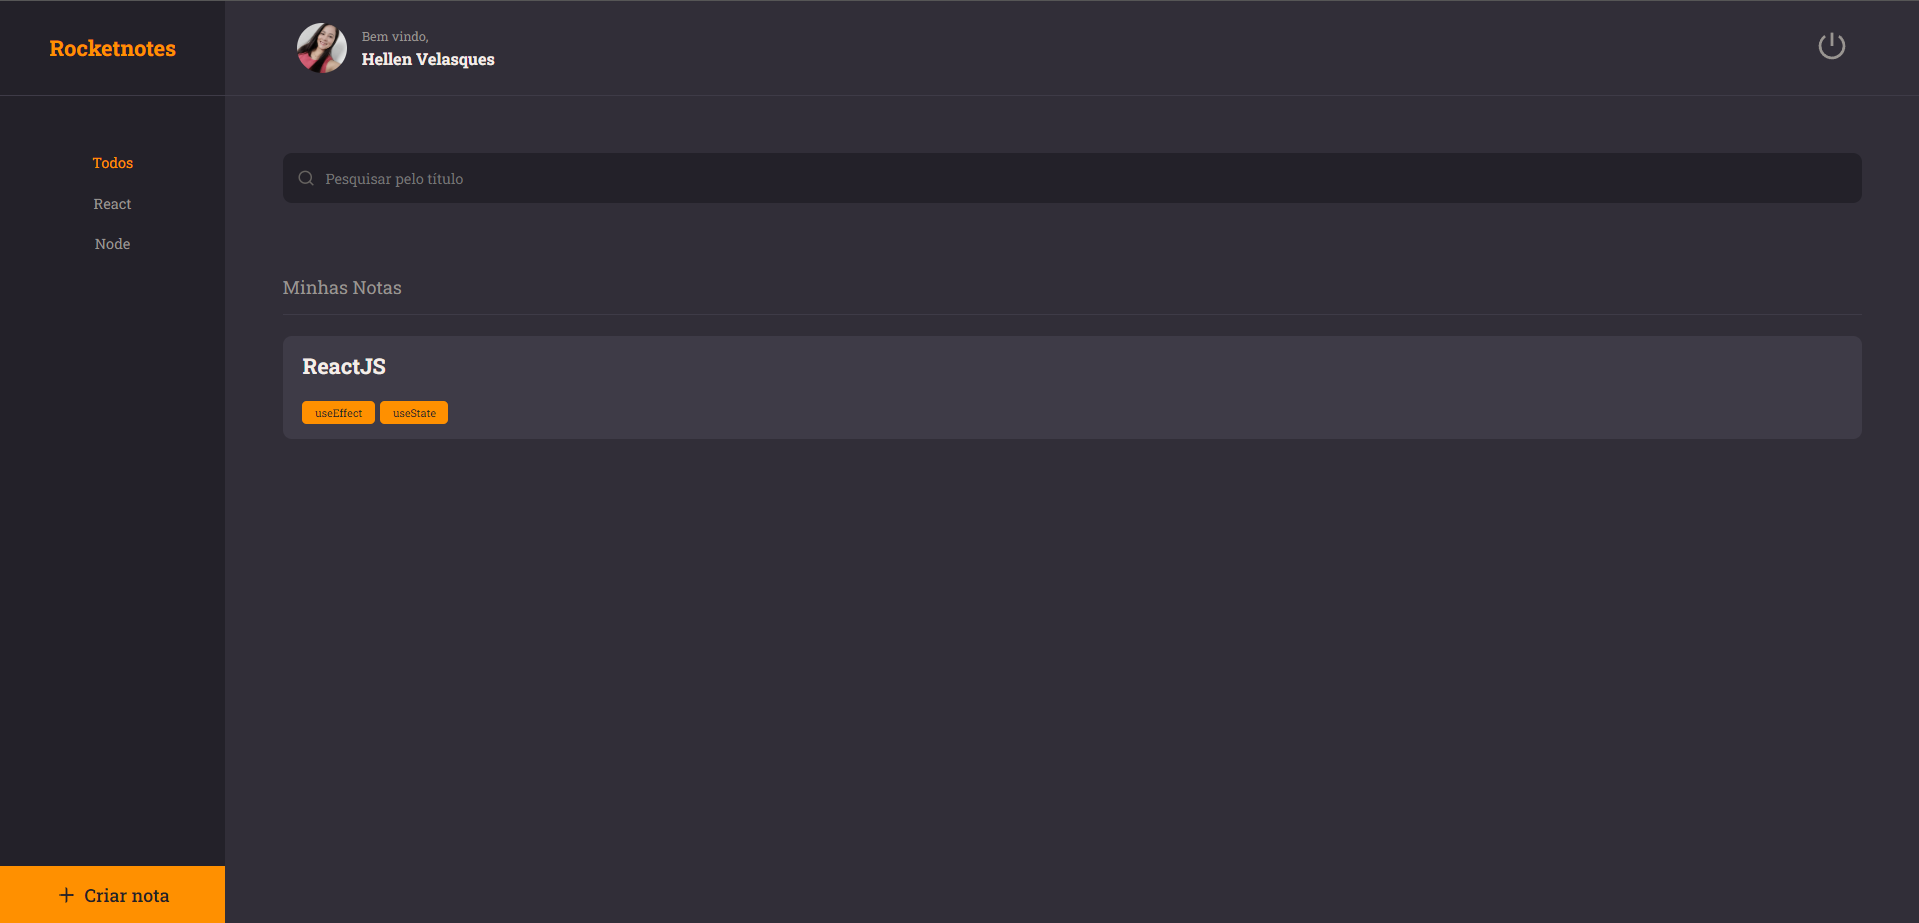 Rocketnotes
Bem vindo,
Hellen Velasques
Todos
React
Node
Pesquisar pelo título
Minhas Notas
ReactJS
useEffect useState
Criar nota